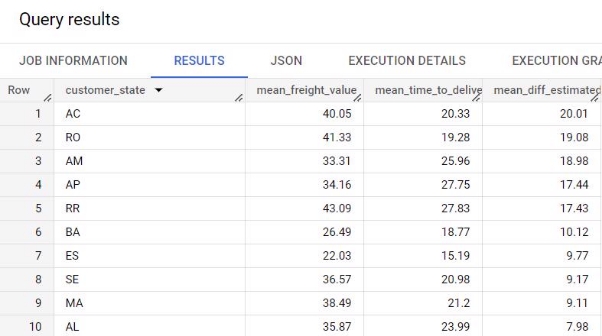 Query results
JOB INFORMATION RESULTS JSON EXECUTION DETAILS EXECUTION GRA
Row customer_state mean_freight_value mean_time_to_delive mean_diff_estimated
1 AC 40.05 20.33 20.01
2 RO 41.33 19.28 19.08
3 AM 33.31 25.96 18.98
4 AP 34.16 27.75 17.44
5 RR 43.09 27.83 17.43
6 BA 26.49 18.77 10.12
7 ES 22.03 15.19 9.77
8 SE 36.57 20.98 9.17
9 MA 38.49 21.2 9.11
10 AL 35.87 23.99 7.98